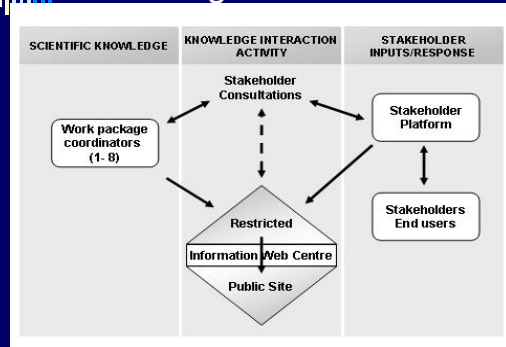 SCIENTIFIC KNOWLEDGE
KNOWLEDGE INTERACTION
ACTIVITY
STAKEHOLDER
INPUTS/RESPONSE
Stakeholder
Consultations
Work package
coordinators
(1- 8)
Stakeholder
Platform
Restricted
Stakeholders
End users
Information Web Centre
Public Site